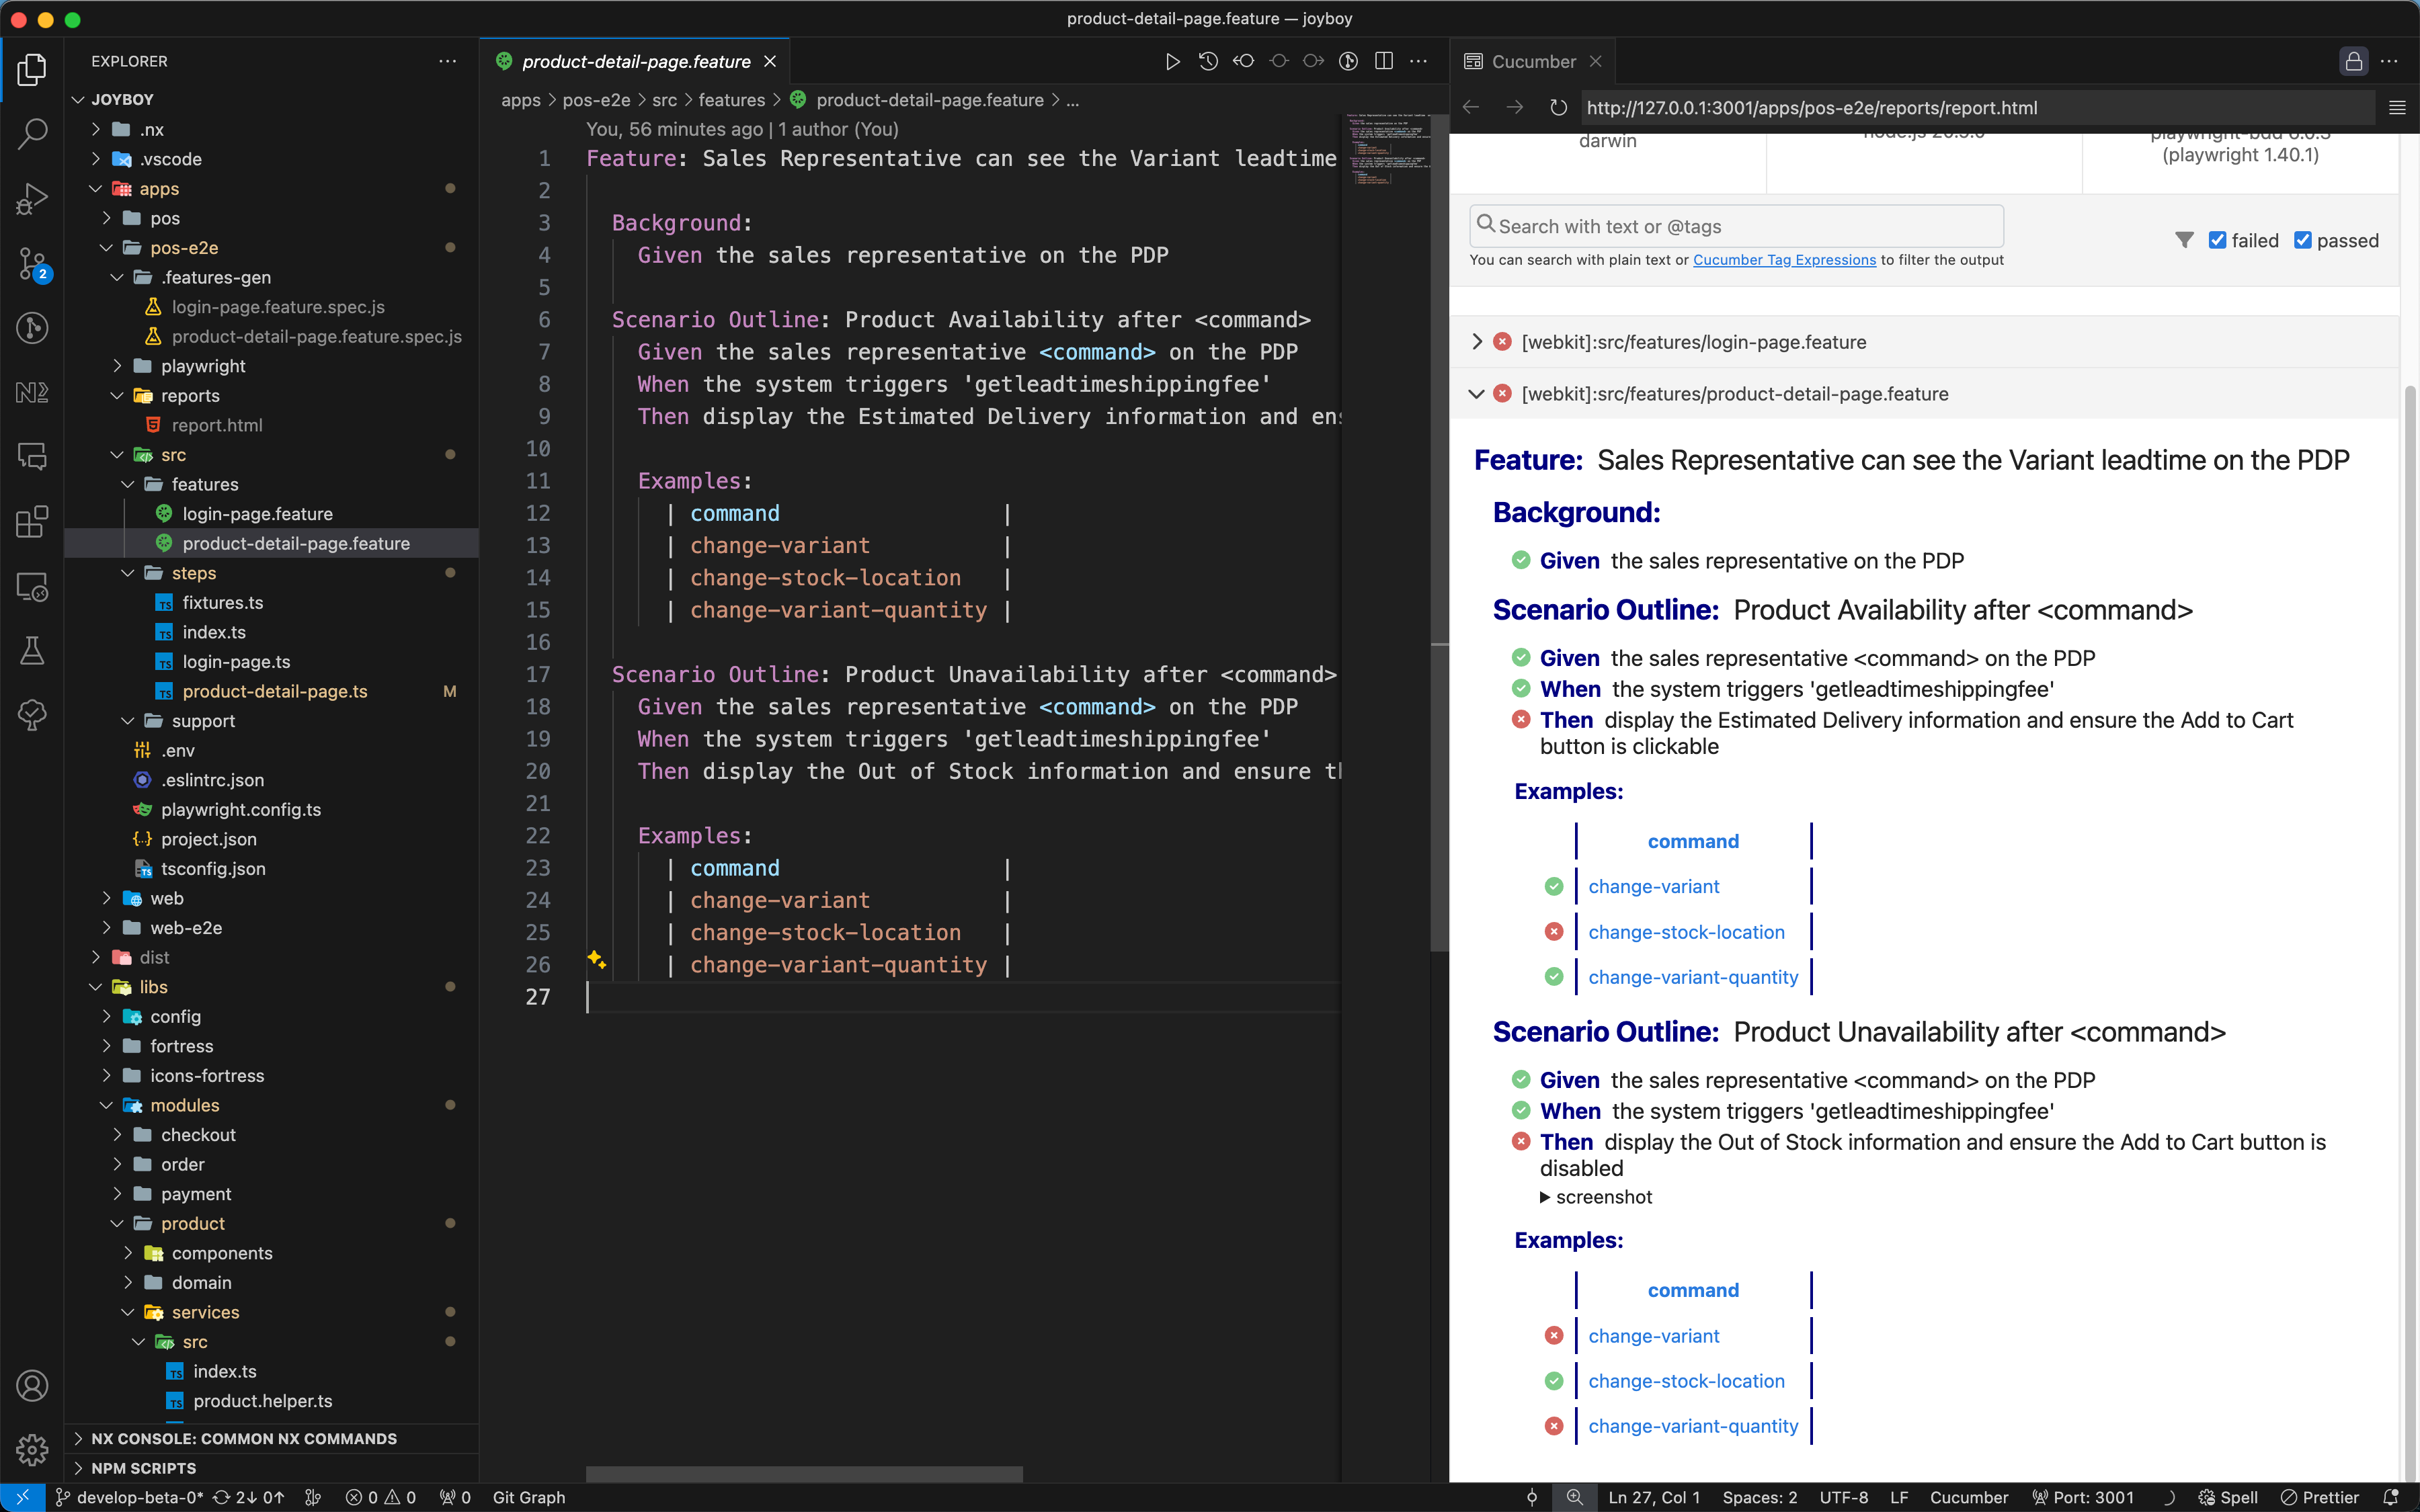 product-detail-page.feature — joyboy
EXPLORER
JOYBOY
.nx
.vscode
apps
pos
pos-e2e
.features-gen
login-page.feature.spec.js
product-detail-page.feature.spec.js
playwright
reports
report.html
src
features
login-page.feature
product-detail-page.feature
steps
fixtures.ts
index.ts
login-page.ts
product-detail-page.ts M
support
.env
.eslintrc.json
playwright.config.ts
project.json
tsconfig.json
web
web-e2e
dist
libs
config
fortress
icons-fortress
modules
checkout
order
payment
product
components
domain
services
src
index.ts
product.helper.ts
NX CONSOLE: COMMON NX COMMANDS
NPM SCRIPTS
2
product-detail-page.feature
apps > pos-e2e > src > features > product-detail-page.feature > ...
You, 56 minutes ago | 1 author (You)
1 Feature: Sales Representative can see the Variant leadtime
2
3 Background:
4 Given the sales representative on the PDP
5
6 Scenario Outline: Product Availability after <command>
7 Given the sales representative <command> on the PDP
8 When the system triggers 'getleadtimeshippingfee'
9 Then display the Estimated Delivery information and ens
10
11 Examples:
12 | command |
13 | change-variant |
14 | change-stock-location |
15 | change-variant-quantity |
16
17 Scenario Outline: Product Unavailability after <command>
18 Given the sales representative <command> on the PDP
19 When the system triggers 'getleadtimeshippingfee'
20 Then display the Out of Stock information and ensure th
21
22 Examples:
23 | command |
24 | change-variant |
25 | change-stock-location |
26 | change-variant-quantity |
27
Cucumber
http://127.0.0.1:3001/apps/pos-e2e/reports/report.html
darwin
(playwright 1.40.1)
Search with text or @tags
failed passed
You can search with plain text or Cucumber Tag Expressions to filter the output
[webkit]:src/features/login-page.feature
[webkit]:src/features/product-detail-page.feature
Feature: Sales Representative can see the Variant leadtime on the PDP
Background:
Given the sales representative on the PDP
Scenario Outline: Product Availability after <command>
Given the sales representative <command> on the PDP
When the system triggers 'getleadtimeshippingfee'
Then display the Estimated Delivery information and ensure the Add to Cart
button is clickable
Examples:
command
change-variant
change-stock-location
change-variant-quantity
Scenario Outline: Product Unavailability after <command>
Given the sales representative <command> on the PDP
When the system triggers 'getleadtimeshippingfee'
Then display the Out of Stock information and ensure the Add to Cart button is
disabled
screenshot
Examples:
command
change-variant
change-stock-location
change-variant-quantity
develop-beta-0* 2↓ 0↑ 0 0 0 Git Graph Ln 27, Col 1 Spaces: 2 UTF-8 LF Cucumber Port: 3001 Spell Prettier